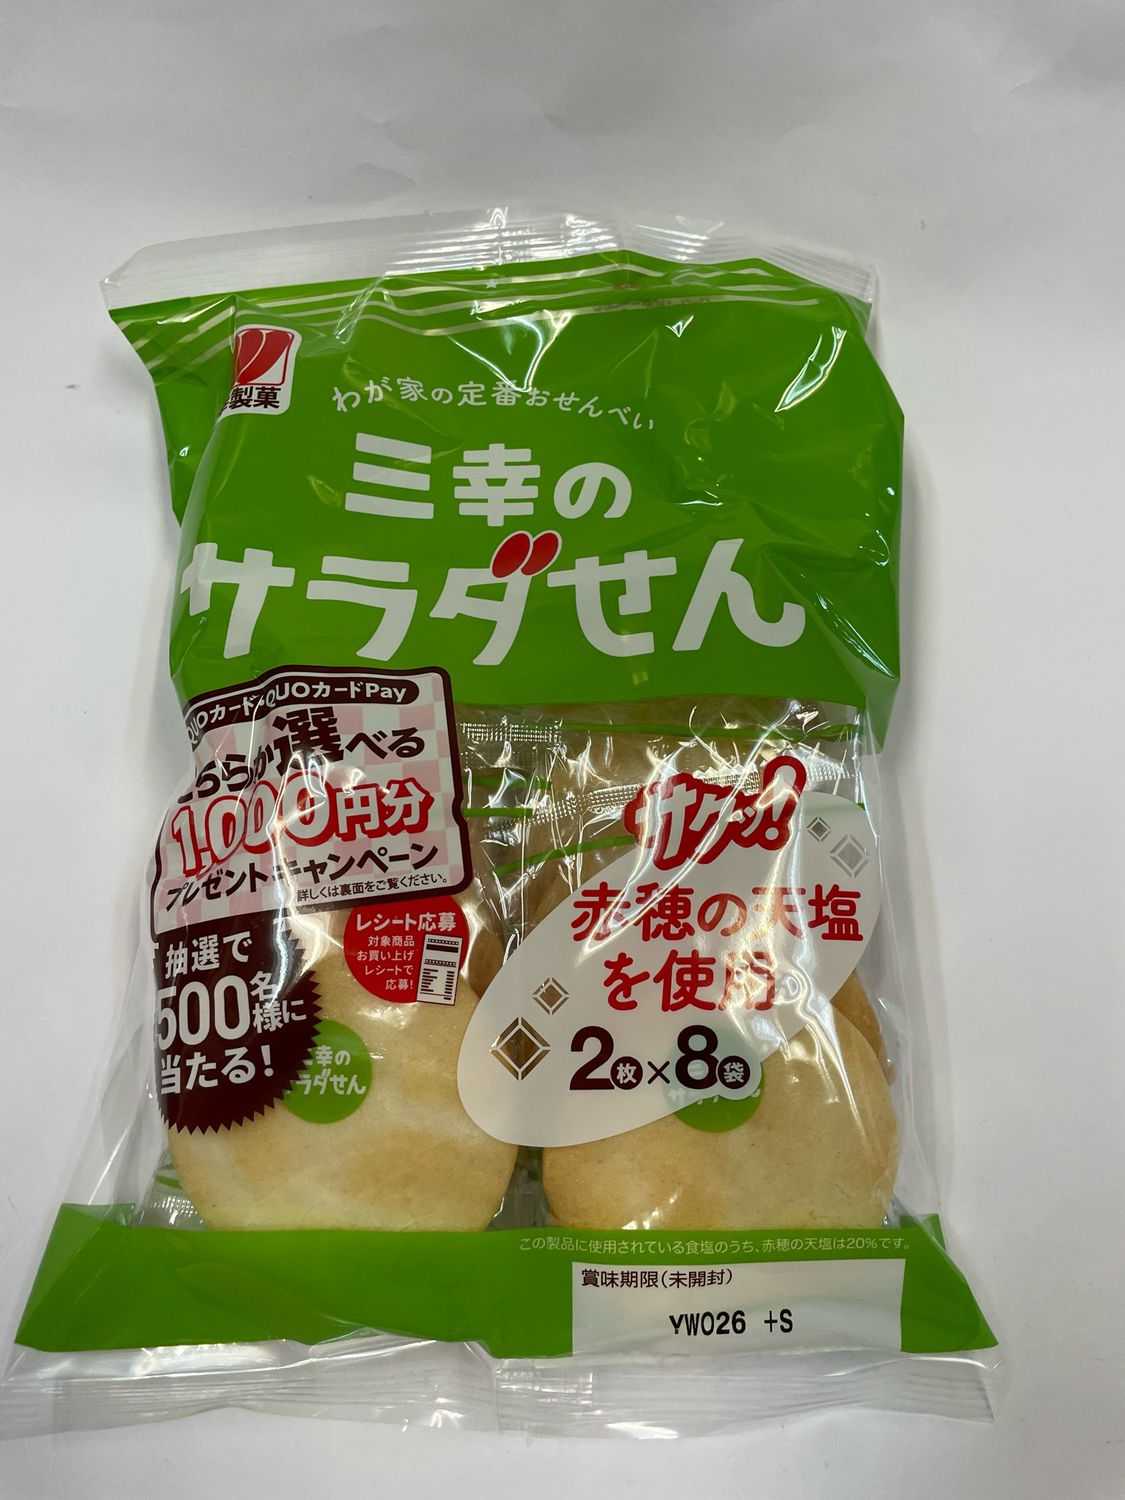 製菓
わが家の定番おせんべい
三幸の
サラダせん
QUOカードPay
選べる
1,000円分
プレゼントキャンペーン
詳しくは裏面をご覧ください。
抽選で
500名様に
当たる!
レシート応募
対象商品
お買い上げ
レシートで
応募!
サクッ!
赤穂の天塩
を使用
2枚×8袋
三幸の
サラダせん
この製品に使用されている食塩のうち、赤穂の天塩は20%です。
賞味期限(未開封)
YW026 +S